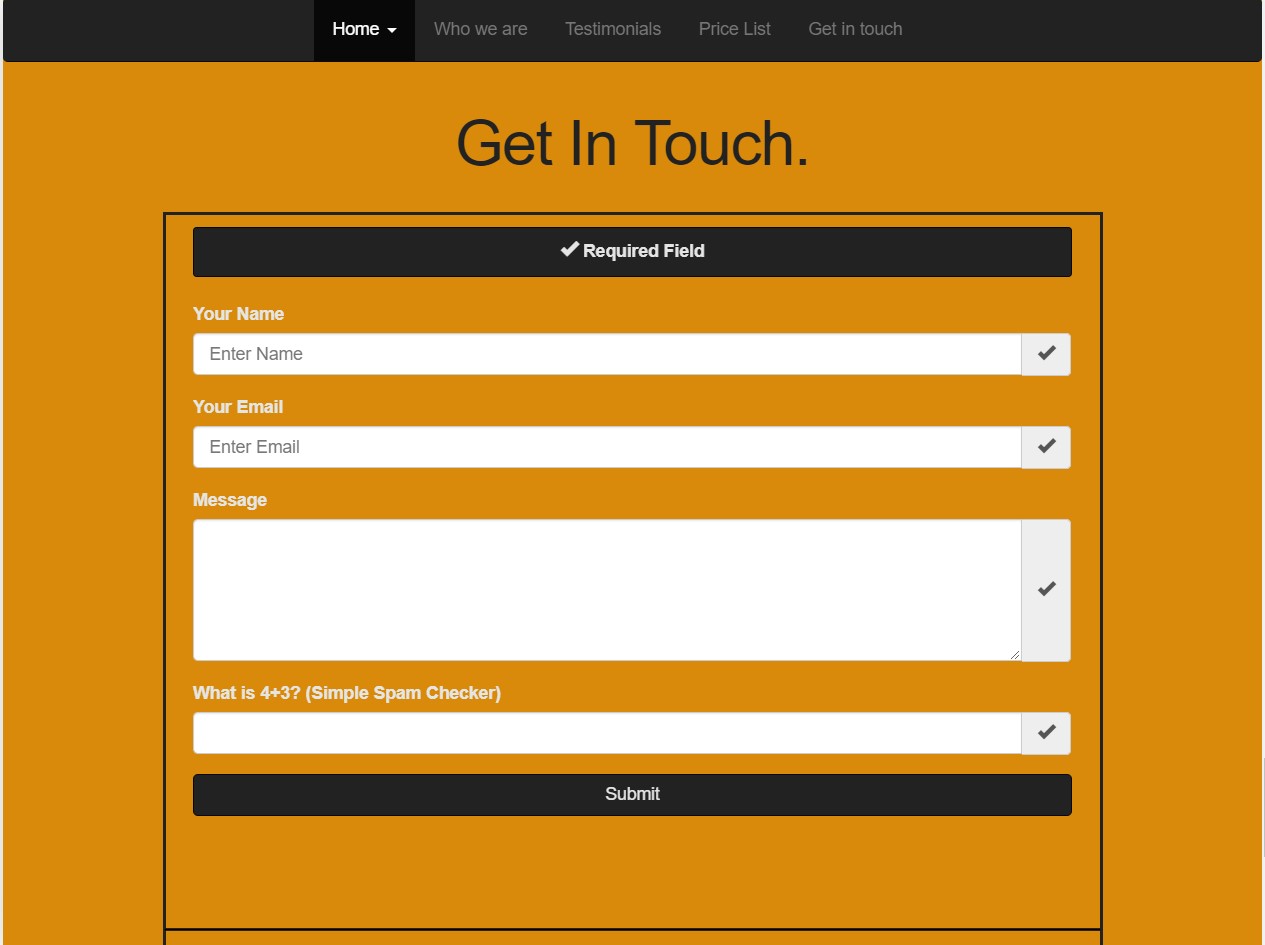 Home Who we are Testimonials Price List Get in touch
Get In Touch.
Required Field
Your Name
Enter Name
Your Email
Enter Email
Message
What is 4+3? (Simple Spam Checker)
Submit